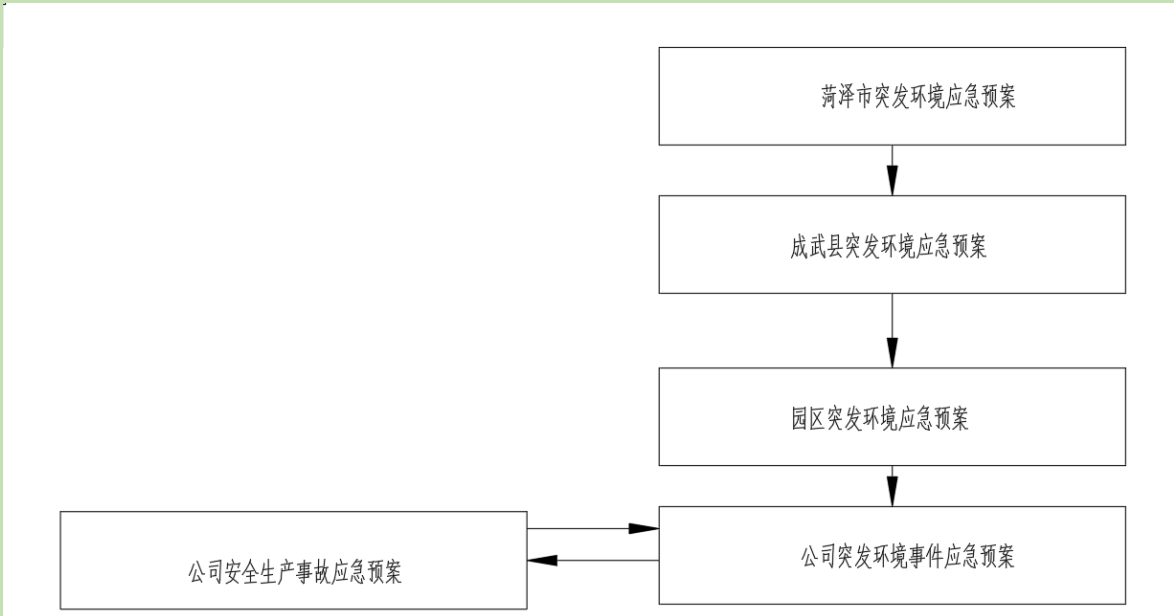 菏泽市突发环境应急预案
成武县突发环境应急预案
园区突发环境应急预案
公司突发环境事件应急预案
公司安全生产事故应急预案